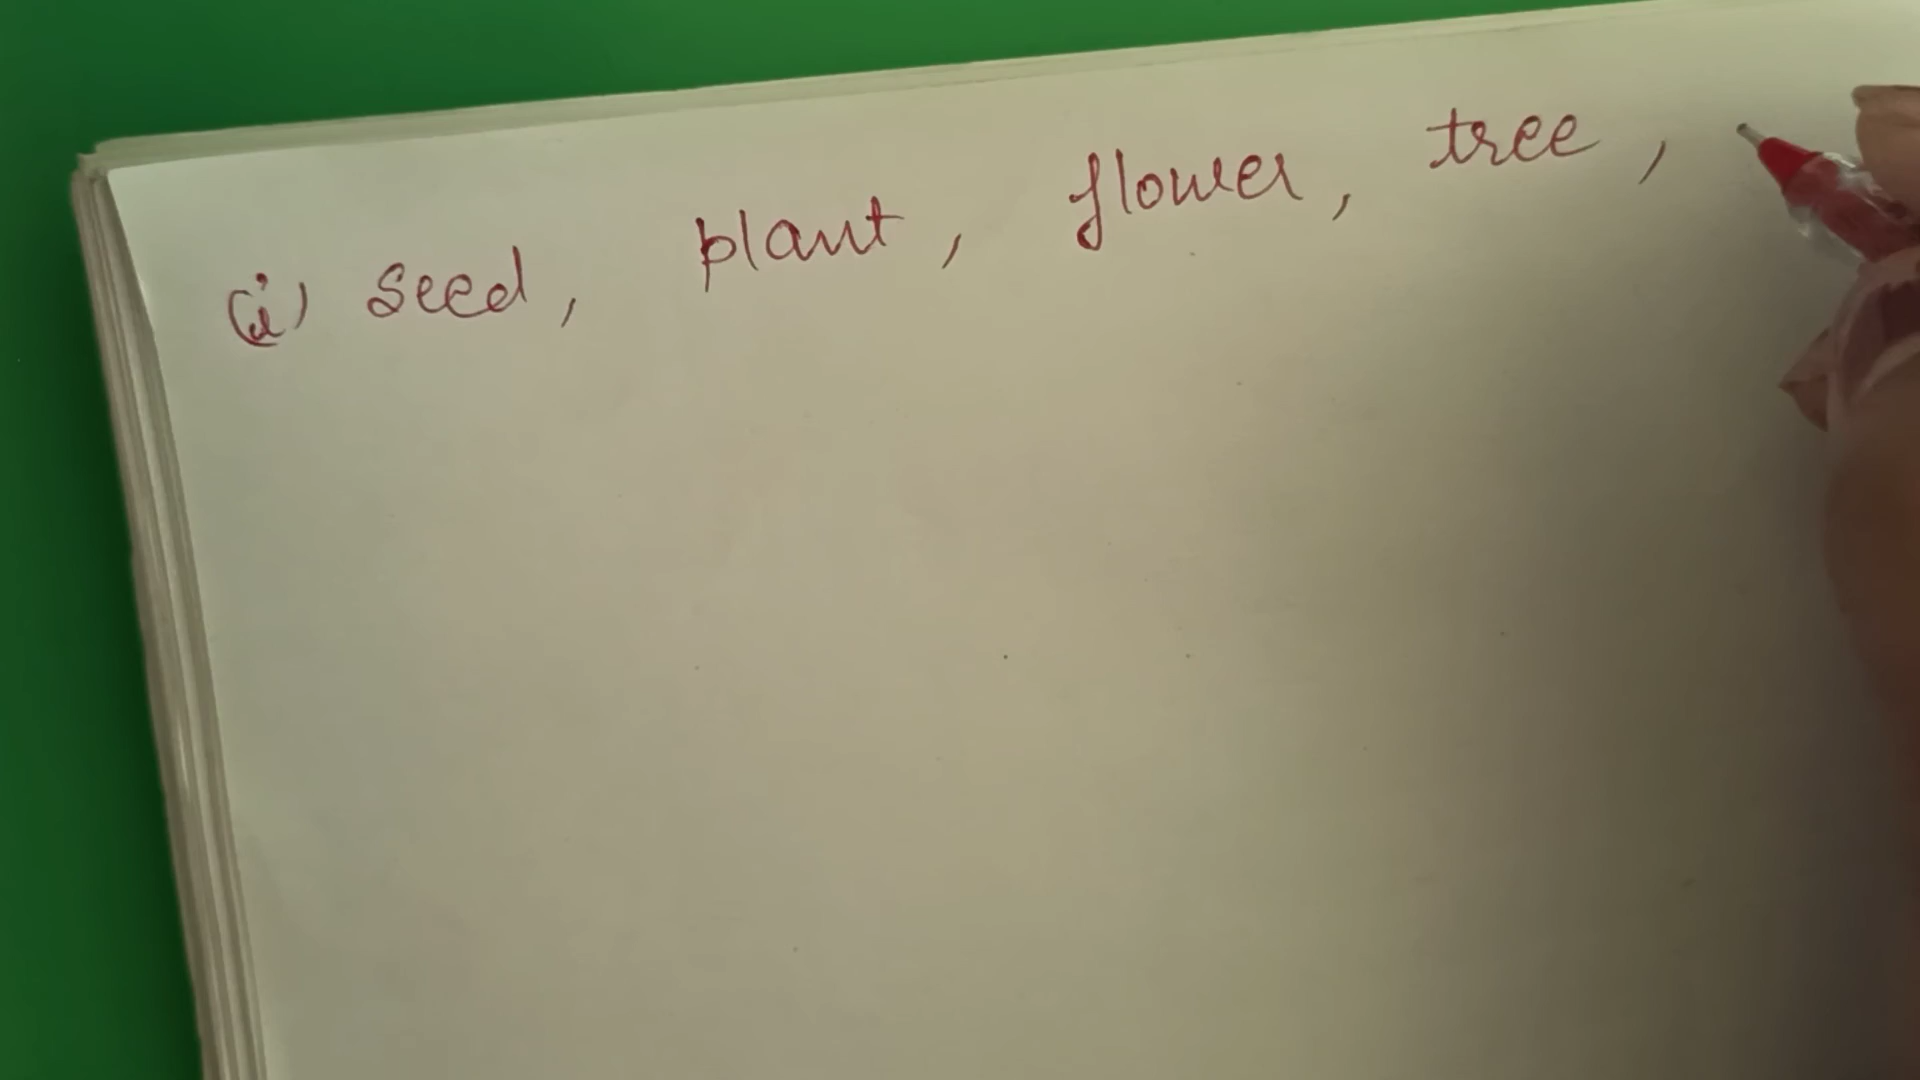 (i) seed, plant, flower, tree,